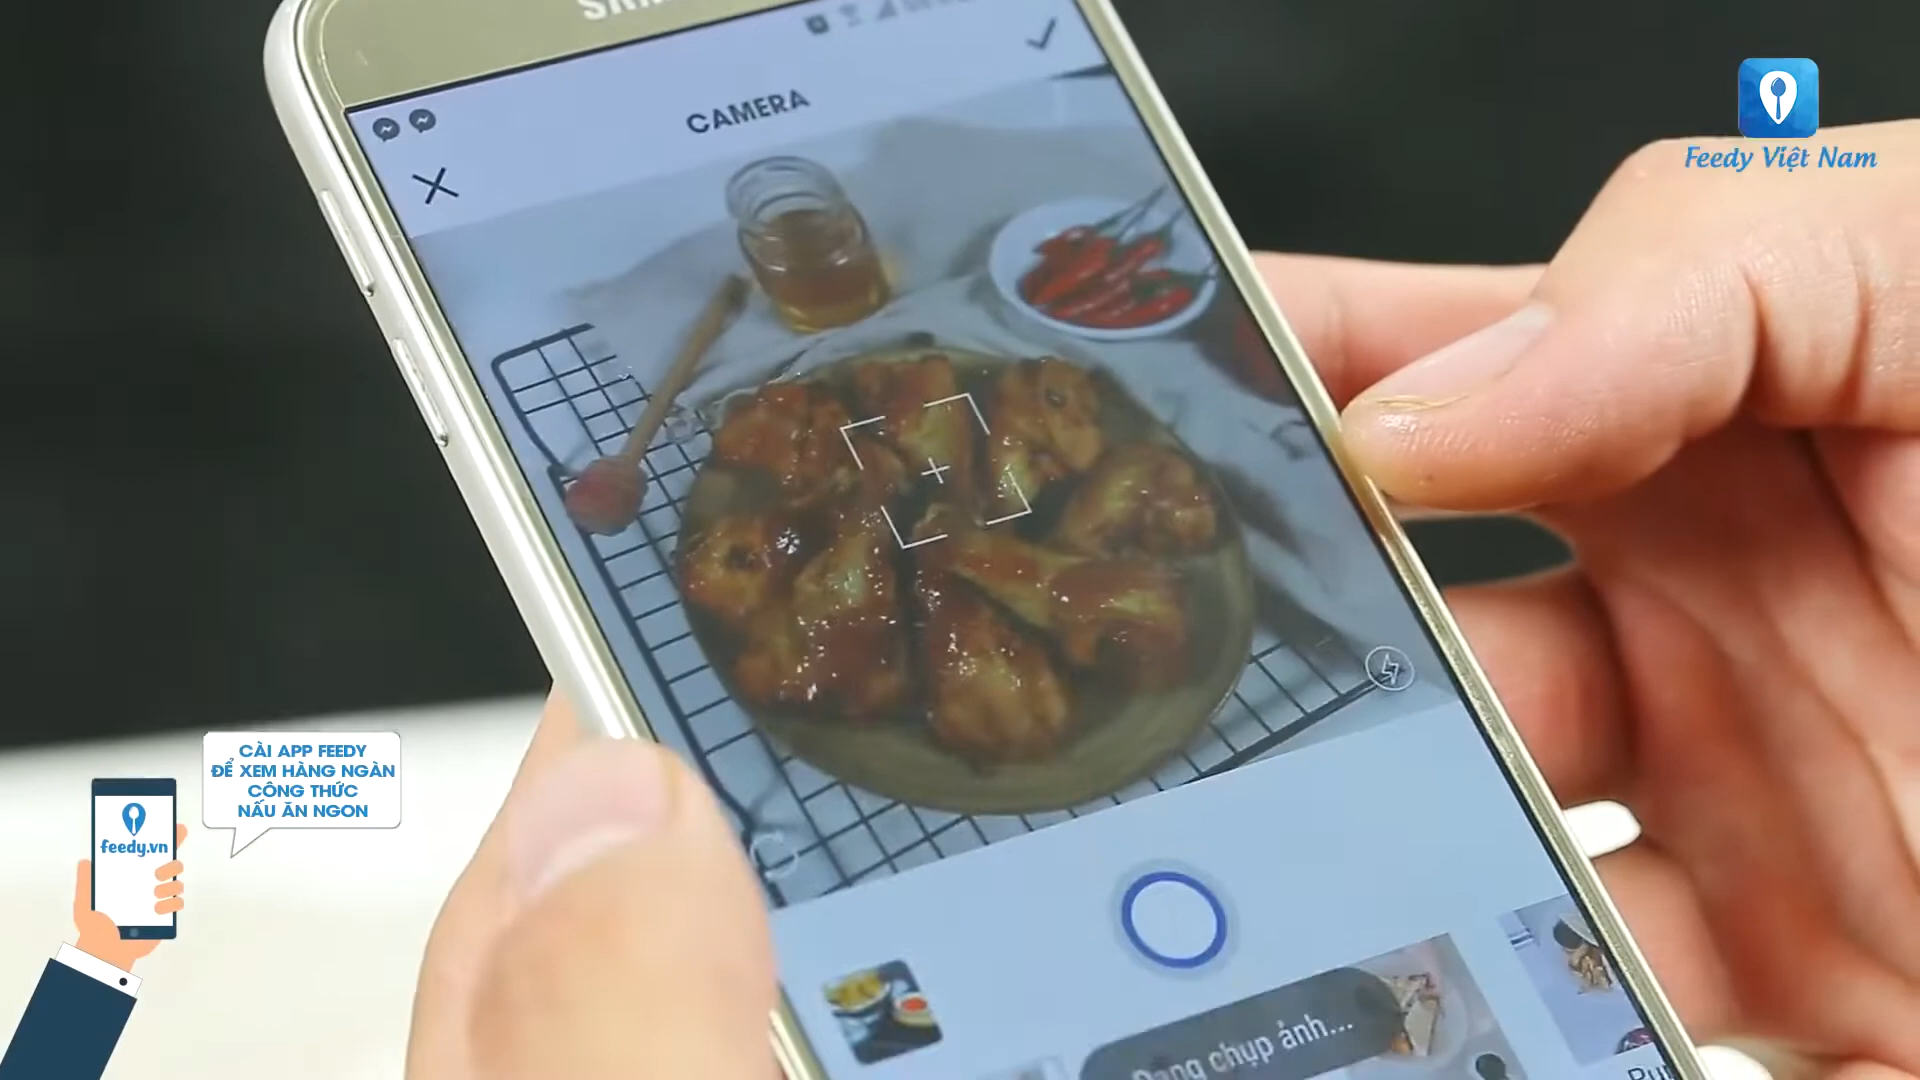 CAMERA
Feedy Việt Nam
CÀI APP FEEDY
ĐỂ XEM HÀNG NGÀN
CÔNG THỨC
NẤU ĂN NGON
feedy.vn
Đang chụp ảnh...